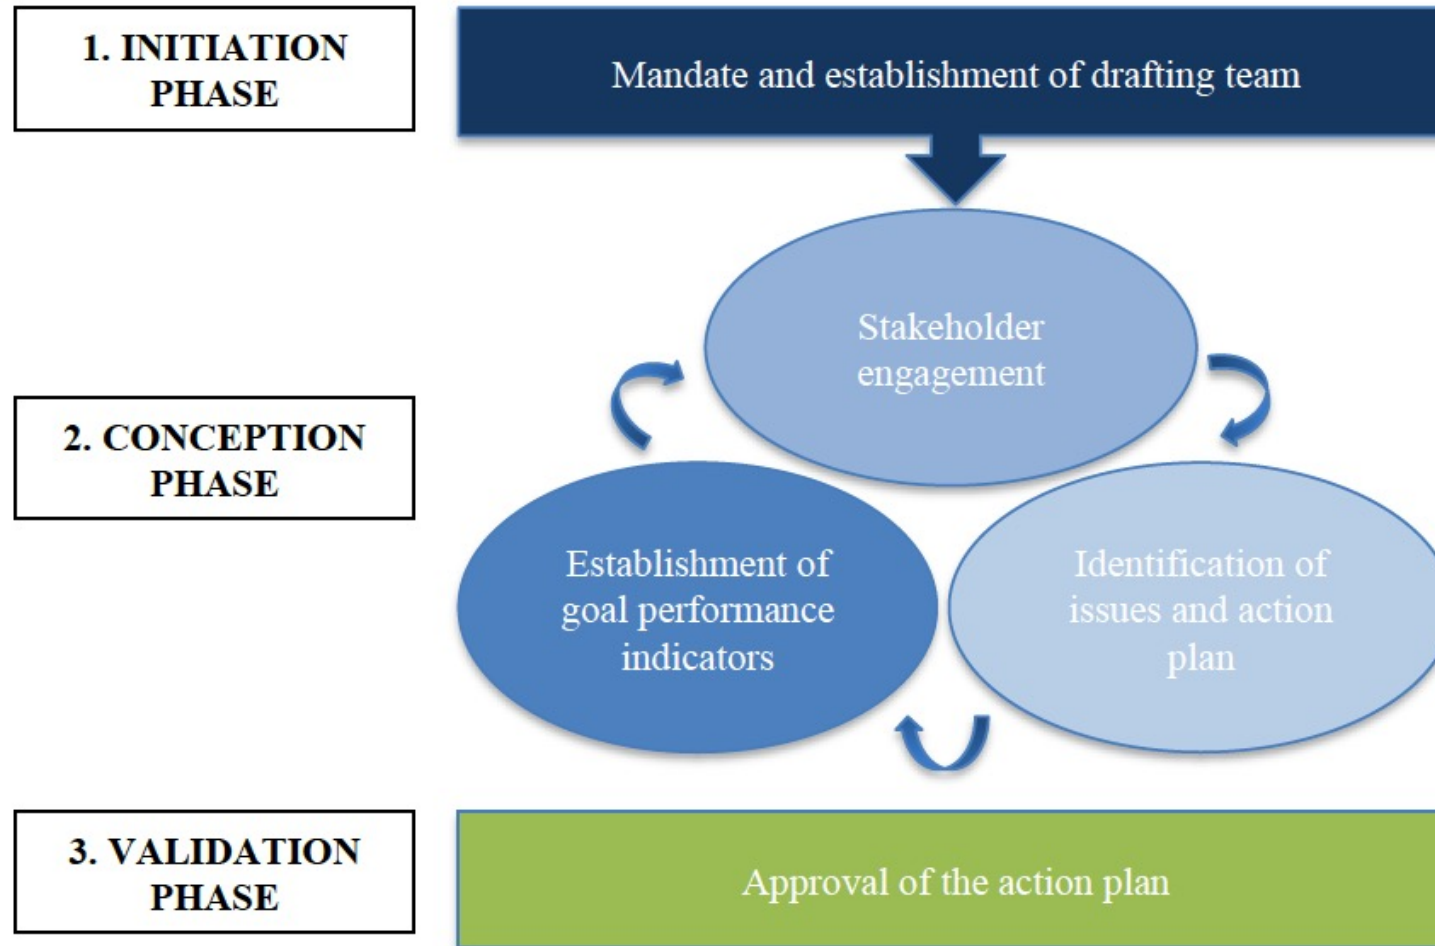 1. INITIATION
PHASE
Mandate and establishment of drafting team
Stakeholder
engagement
2. CONCEPTION
PHASE
Establishment of
goal performance
indicators
Identification of
issues and action
plan
3. VALIDATION
PHASE
Approval of the action plan